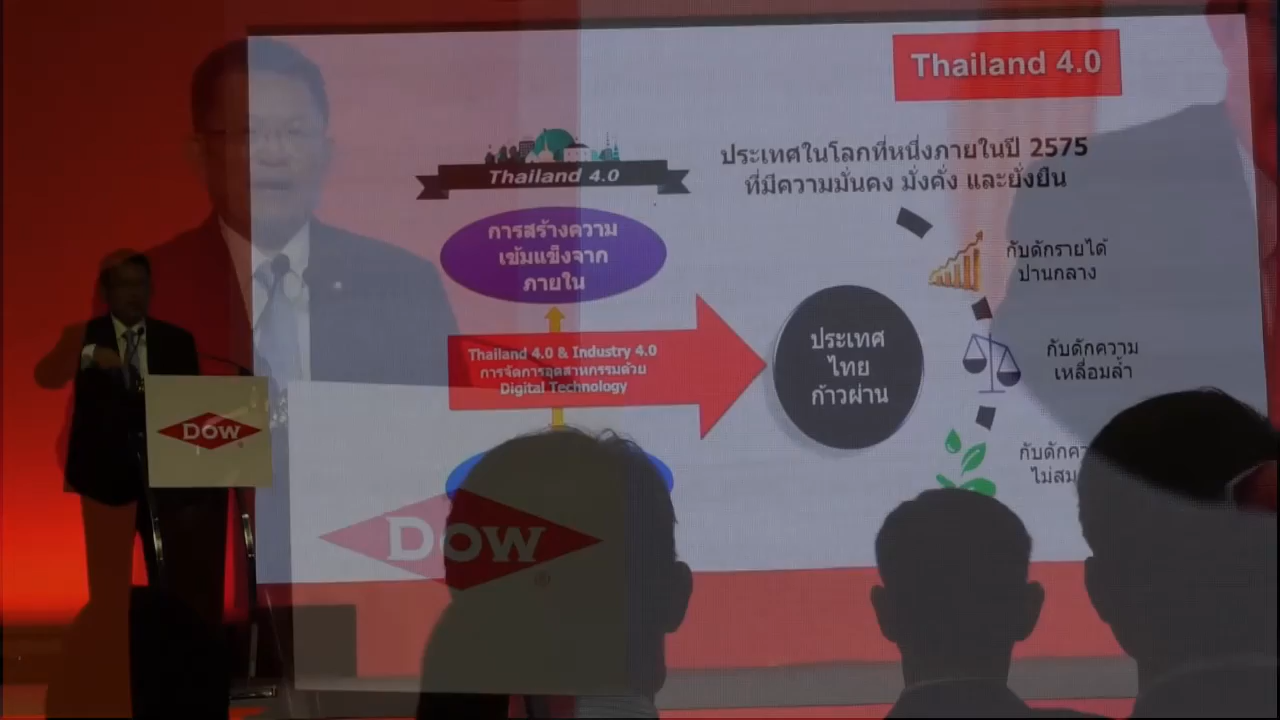 Thailand 4.0
Thailand 4.0
ประเทศในโลกที่หนึ่งภายในปี 2575
ที่มีความมั่นคง มั่งคั่ง และยั่งยืน
การสร้างความ
เข้มแข็งจาก
ภายใน
กับดักรายได้
ปานกลาง
Thailand 4.0 & Industry 4.0
การจัดการอุตสาหกรรมด้วย
Digital Technology
ประเทศ
ไทย
ก้าวผ่าน
กับดักความ
เหลื่อมล้ำ
กับดัก
DOW
DOW